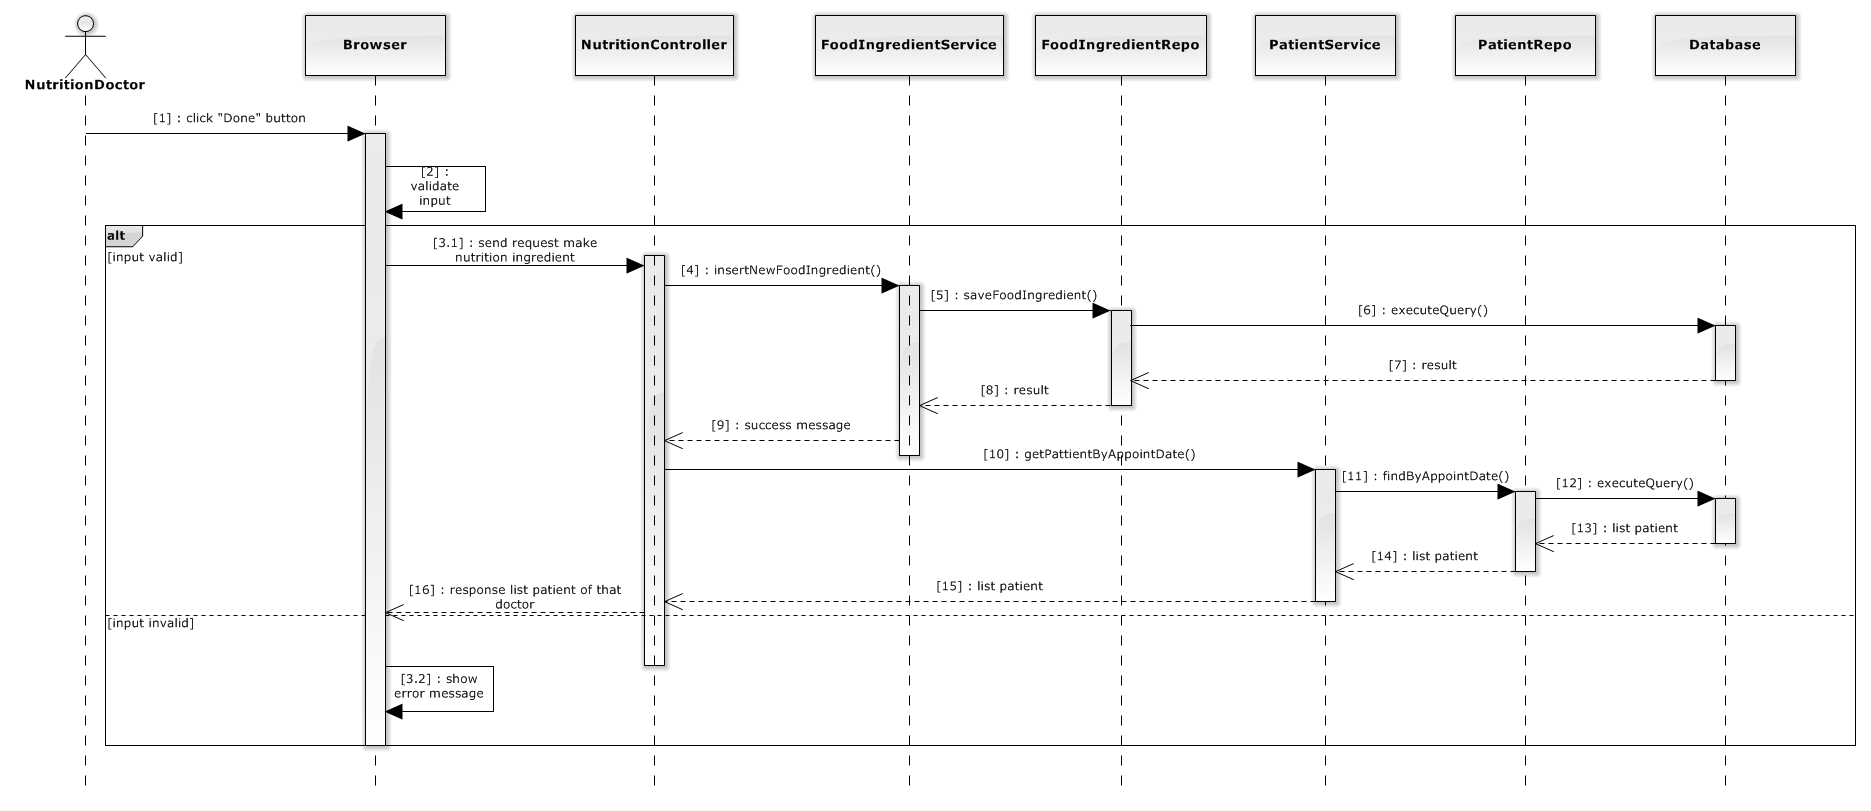 NutritionDoctor
Browser
NutritionController
FoodIngredientService
FoodIngredientRepo
PatientService
PatientRepo
Database
[1] : click "Done" button
[2] :
validate
input
alt
[input valid]
[3.1] : send request make
nutrition ingredient
[4] : insertNewFoodIngredient()
[5] : saveFoodIngredient()
[6] : executeQuery()
[7] : result
[8] : result
[9] : success message
[10] : getPattientByAppointDate()
[11] : findByAppointDate()
[12] : executeQuery()
[13] : list patient
[14] : list patient
[15] : list patient
[16] : response list patient of that
doctor
[input invalid]
[3.2] : show
error message